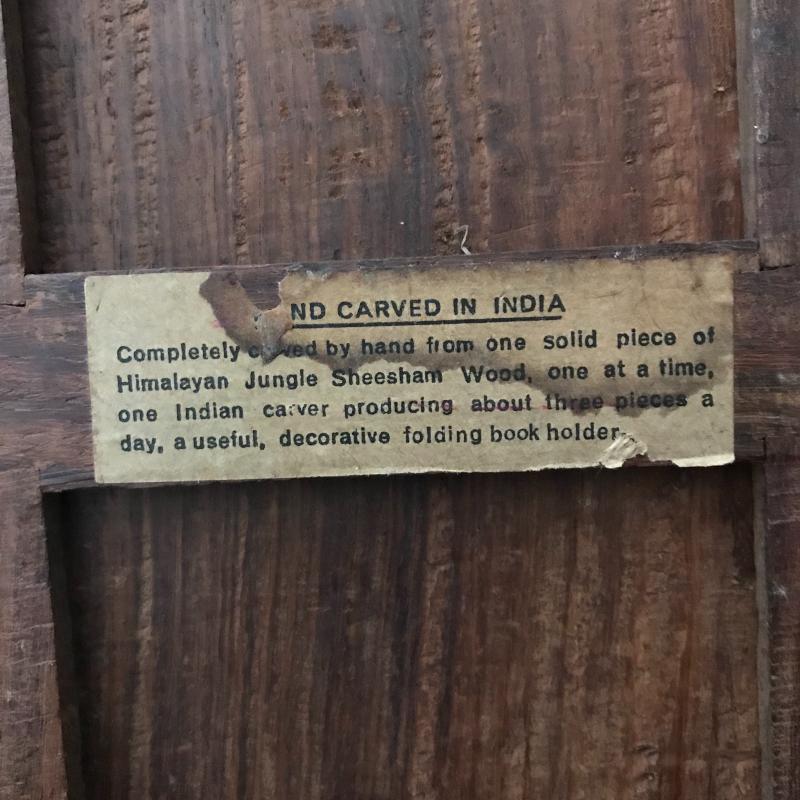 ND CARVED IN INDIA
Completely carved by hand from one solid piece of
Himalayan Jungle Sheesham Wood, one at a time,
one Indian carver producing about three pieces a
day, a useful, decorative folding book holder.